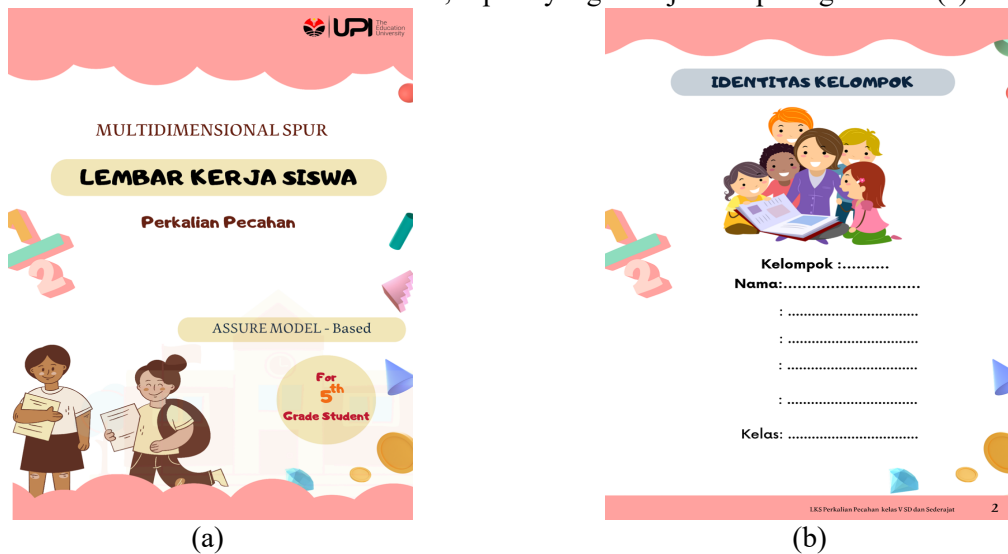 UPI The Education University
MULTIDIMENSIONAL SPUR
LEMBAR KERJA SISWA
Perkalian Pecahan
ASSURE MODEL - Based
For
5th
Grade Student
(a)
IDENTITAS KELOMPOK
Kelompok :..........
Nama:.............................
: .................................
: .................................
: .................................
: .................................
Kelas: .................................
LKS Perkalian Pecahan kelas V SD dan Sederajat 2
(b)